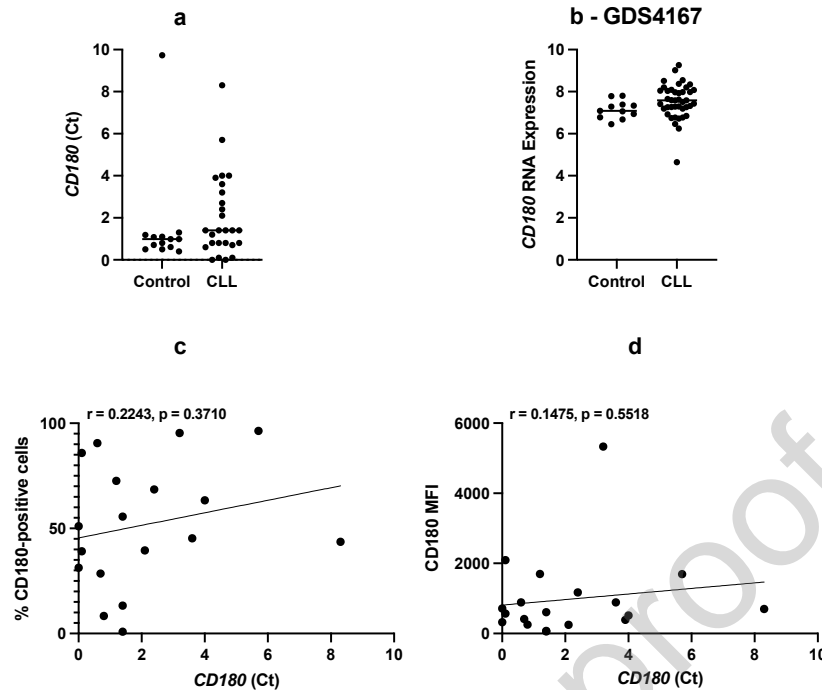 a
10
8
6
4
2
0
CD180 (Ct)
Control CLL
b - GDS4167
10
8
6
4
2
0
CD180 RNA Expression
Control CLL
c
r = 0.2243, p = 0.3710
100
50
0
% CD180-positive cells
0 2 4 6 8 10
CD180 (Ct)
d
r = 0.1475, p = 0.5518
6000
4000
2000
0
CD180 MFI
0 2 4 6 8 10
CD180 (Ct)
proof